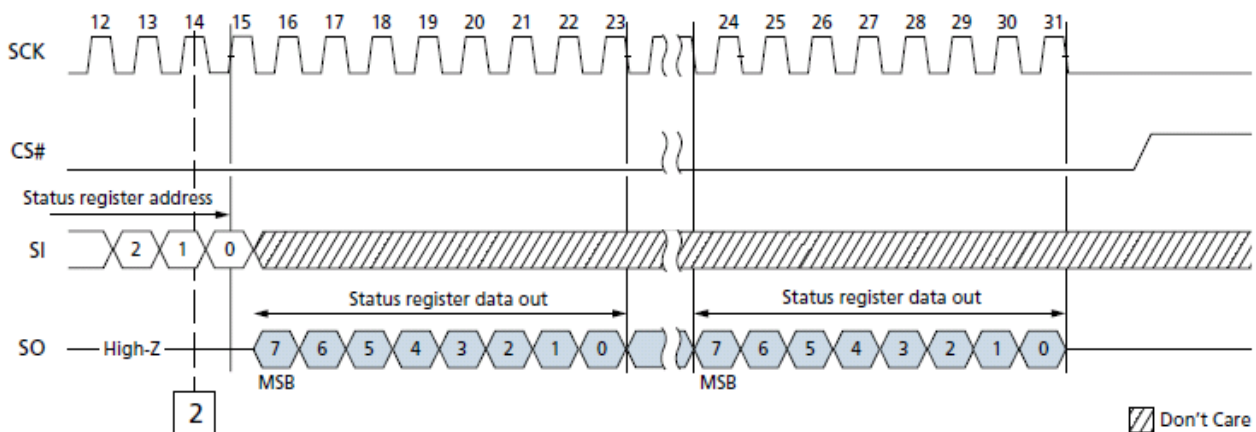 12 13 14 15 16 17 18 19 20 21 22 23 24 25 26 27 28 29 30 31
SCK
CS#
Status register address
SI 2 1 0
Status register data out Status register data out
SO High-Z 7 6 5 4 3 2 1 0 7 6 5 4 3 2 1 0
MSB MSB
2
Don't Care